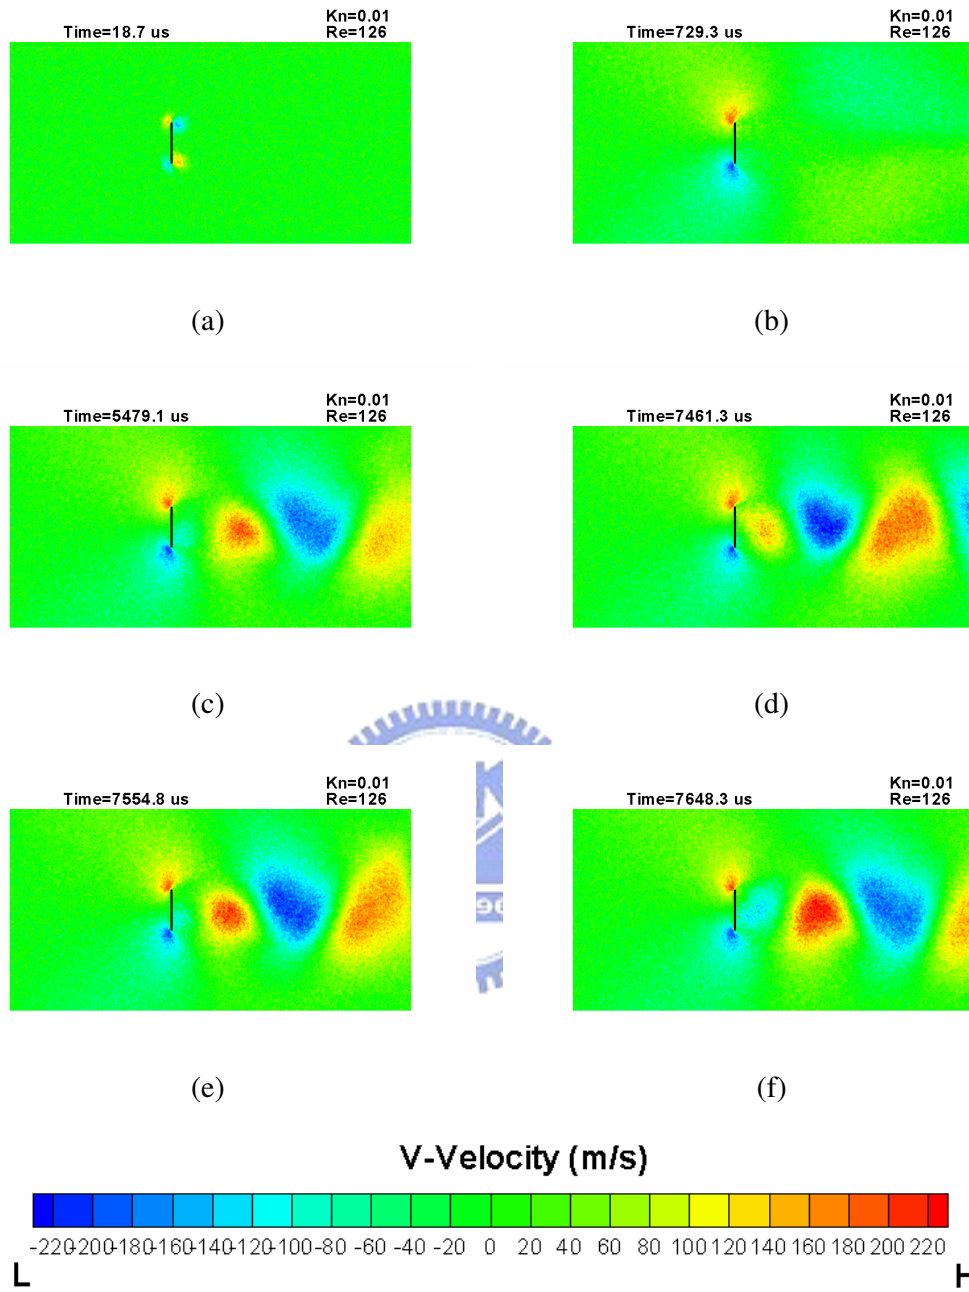 Kn=0.01 Kn=0.01
Time=18.7 us Re=126 Time=729.3 us Re=126
(a) (b)
Kn=0.01 Kn=0.01
Time=5479.1 us Re=126 Time=7461.3 us Re=126
(c) (d)
Kn=0.01 Kn=0.01
Time=7554.8 us Re=126 Time=7648.3 us Re=126
(e) (f)
V-Velocity (m/s)
-220 -200 -180 -160 -140 -120 -100 -80 -60 -40 -20 0 20 40 60 80 100 120 140 160 180 200 220
L